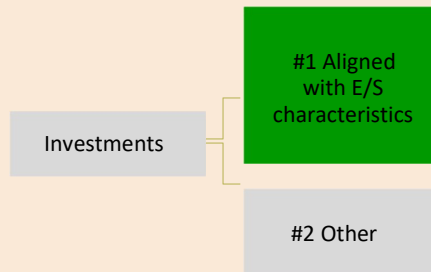 #1 Aligned
with E/S
characteristics
Investments
#2 Other